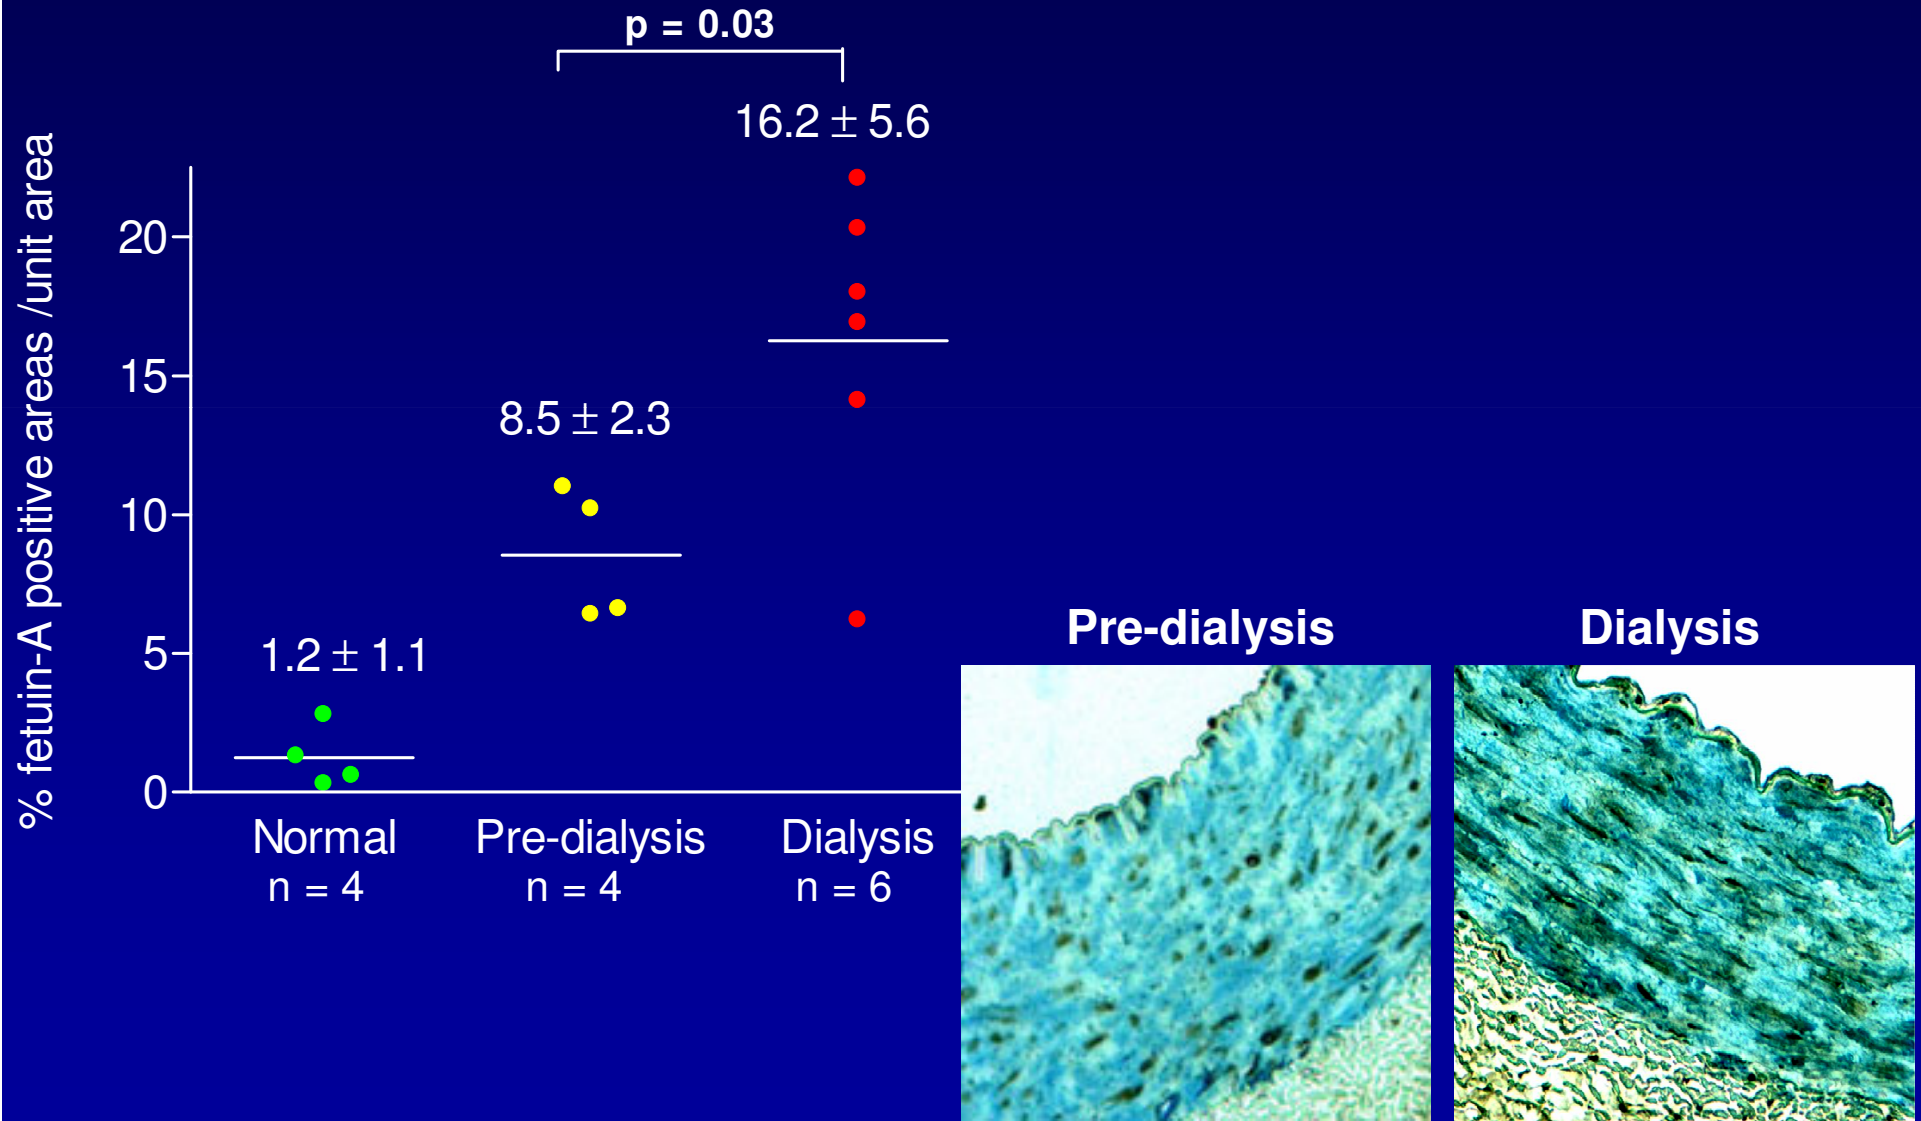 p = 0.03
16.2 ± 5.6
% fetuin-A positive areas /unit area
20
15
8.5 ± 2.3
10
5
1.2 ± 1.1
0
Normal
n = 4
Pre-dialysis
n = 4
Dialysis
n = 6
Pre-dialysis
Dialysis